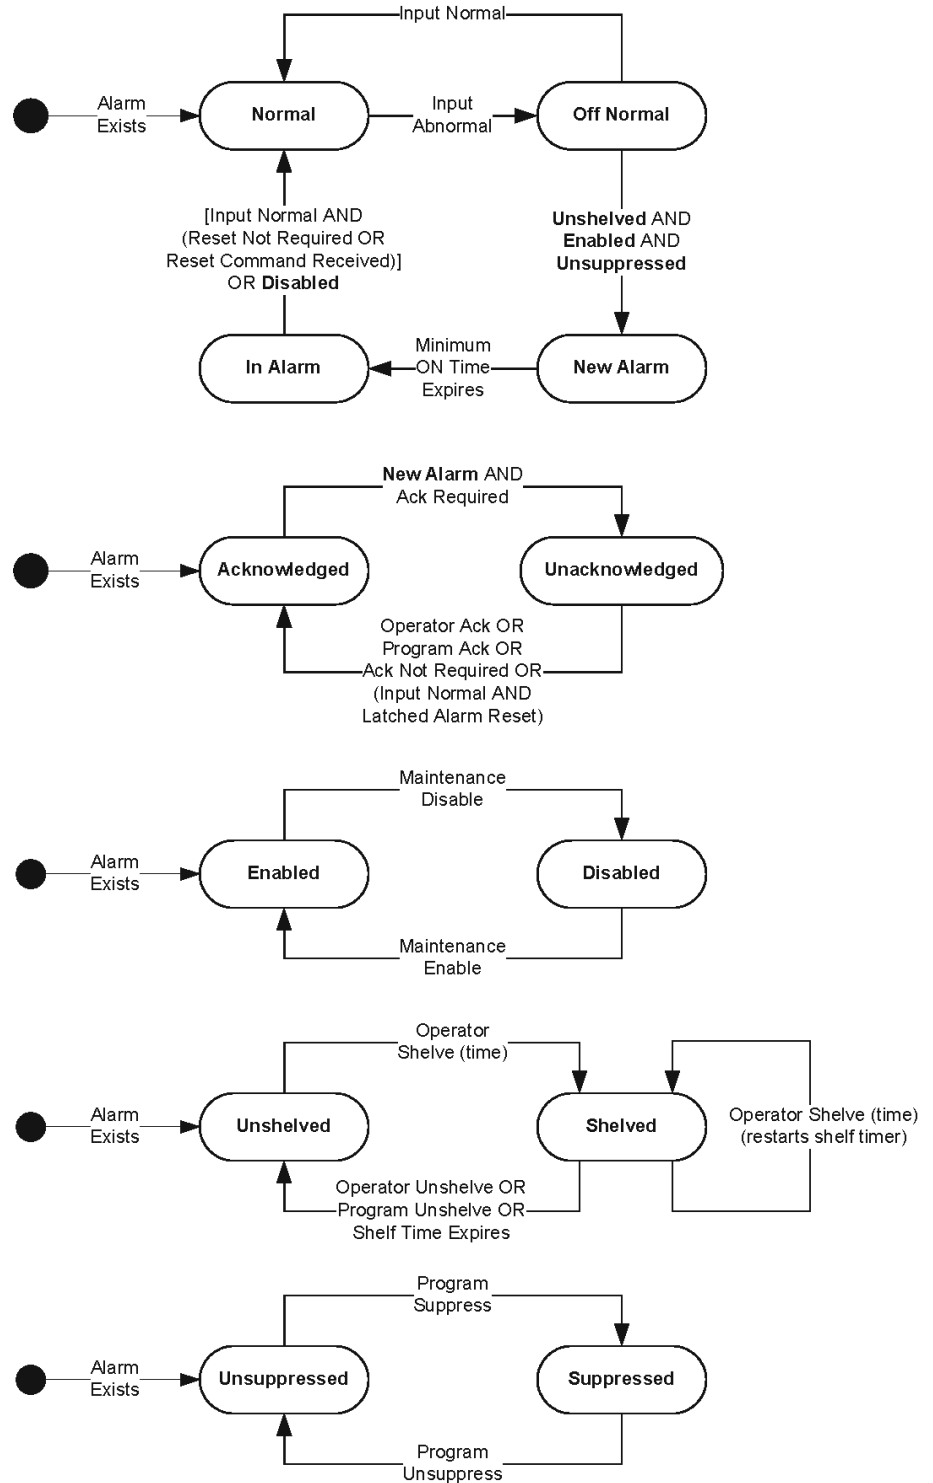 Input Normal
Alarm
Exists
Normal
Input
Abnormal
Off Normal
[Input Normal AND
(Reset Not Required OR
Reset Command Received)]
OR Disabled
Unshelved AND
Enabled AND
Unsuppressed
In Alarm
Minimum
ON Time
Expires
New Alarm
New Alarm AND
Ack Required
Alarm
Exists
Acknowledged
Unacknowledged
Operator Ack OR
Program Ack OR
Ack Not Required OR
(Input Normal AND
Latched Alarm Reset)
Maintenance
Disable
Alarm
Exists
Enabled
Disabled
Maintenance
Enable
Operator
Shelve (time)
Alarm
Exists
Unshelved
Shelved
Operator Shelve (time)
(restarts shelf timer)
Operator Unshelve OR
Program Unshelve OR
Shelf Time Expires
Program
Suppress
Alarm
Exists
Unsuppressed
Suppressed
Program
Unsuppress